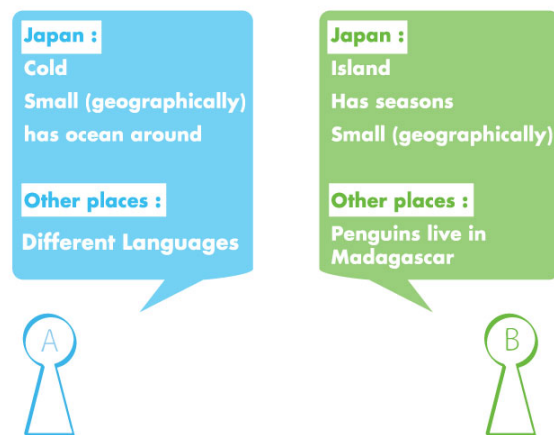 Japan :
Cold
Small (geographically)
has ocean around
Other places :
Different Languages
A
Japan :
Island
Has seasons
Small (geographically)
Other places :
Penguins live in
Madagascar
B